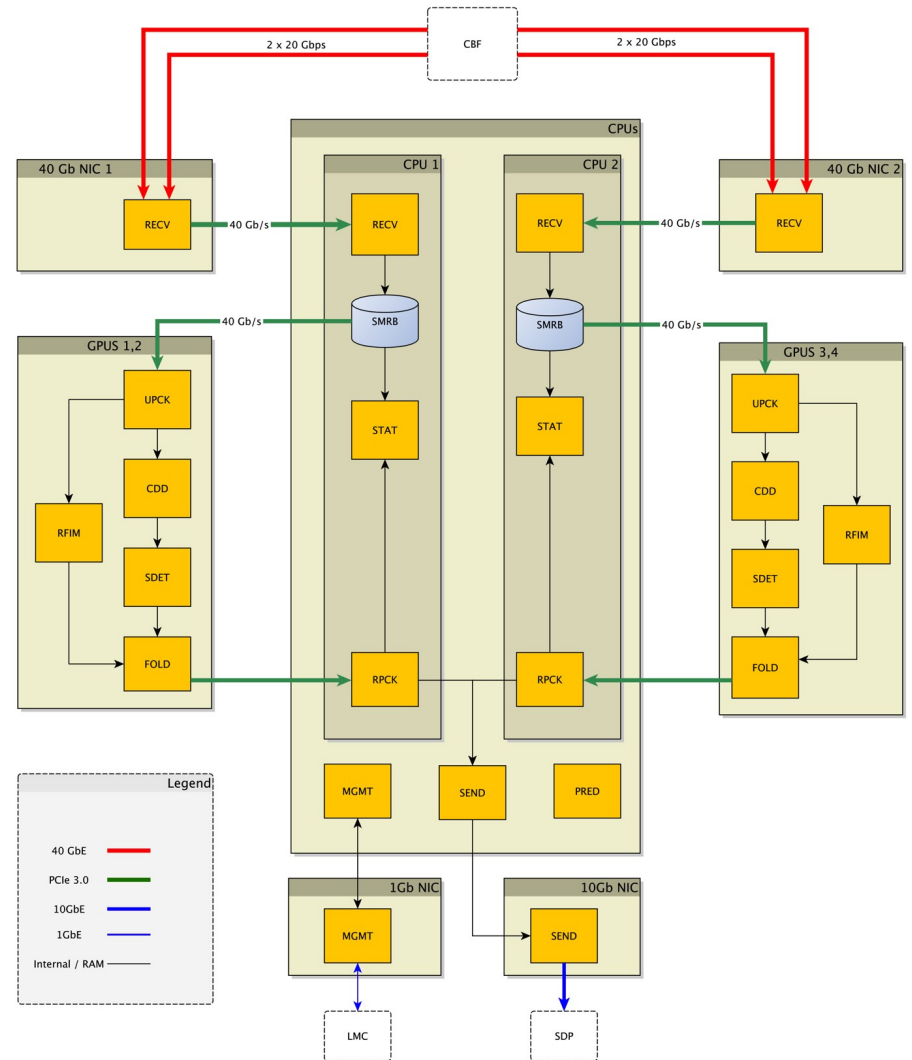 CBF
2 x 20 Gbps
2 x 20 Gbps
CPUs
40 Gb NIC 1
CPU 1
CPU 2
40 Gb NIC 2
RECV
40 Gb/s
RECV
RECV
40 Gb/s
RECV
40 Gb/s
SMRB
SMRB
40 Gb/s
GPUS 1,2
GPUS 3,4
UPCK
STAT
STAT
UPCK
CDD
CDD
RFIM
RFIM
SDET
SDET
FOLD
RPCK
RPCK
FOLD
Legend
MGMT
SEND
PRED
40 GbE
PCIe 3.0
10GbE
1GbE
Internal / RAM
1Gb NIC
10Gb NIC
MGMT
SEND
LMC
SDP